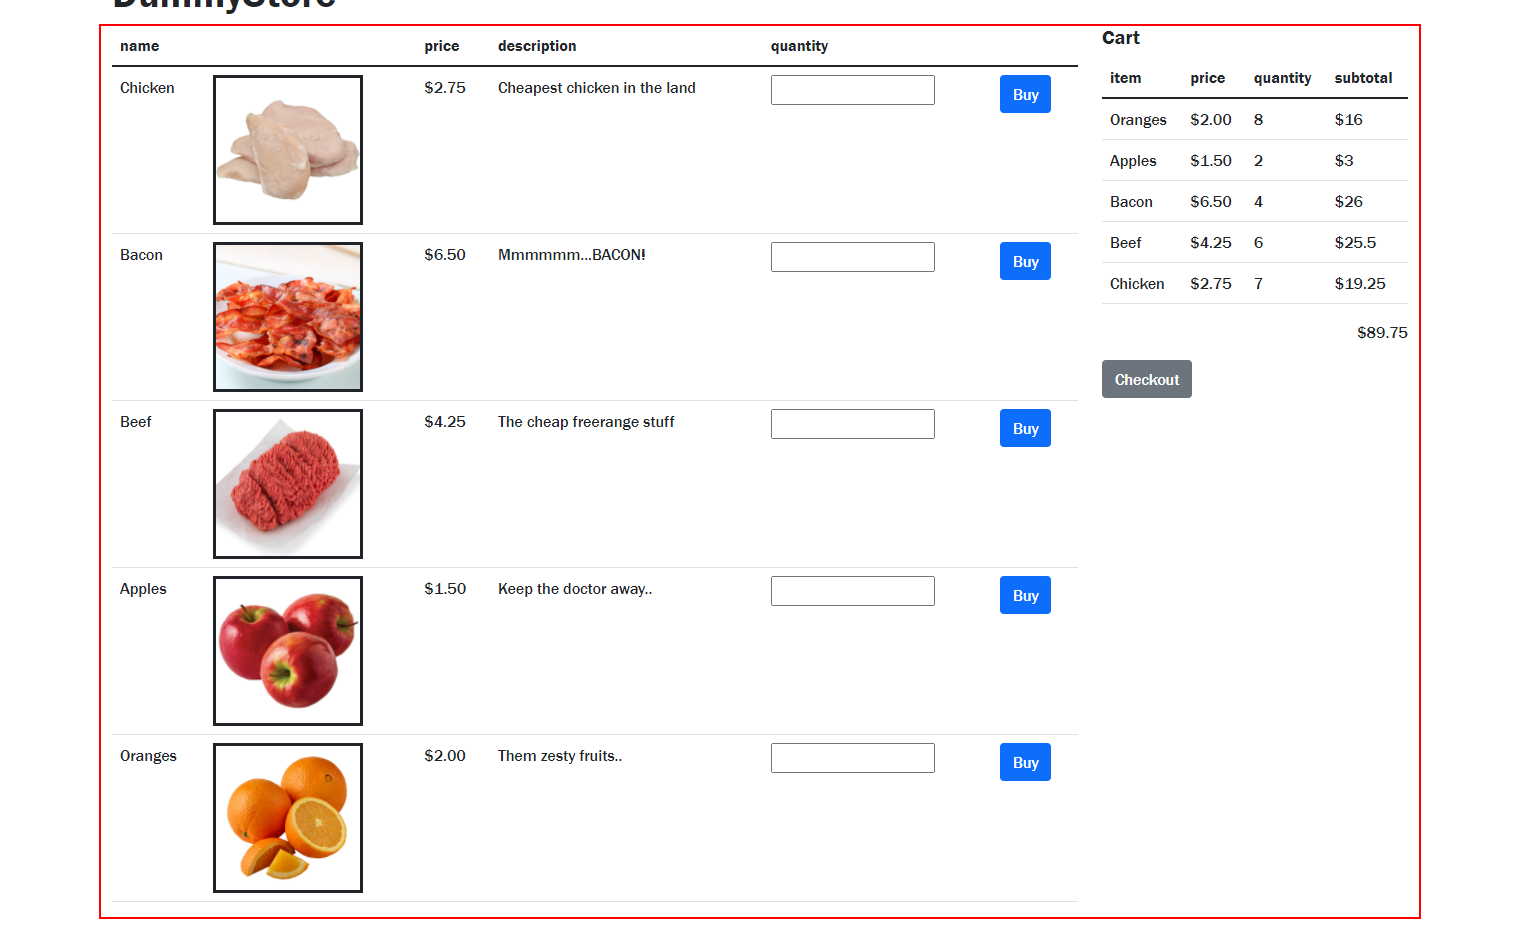 DummyStore
name price description quantity
Chicken $2.75 Cheapest chicken in the land Buy
Bacon $6.50 Mmmmmm...BACON! Buy
Beef $4.25 The cheap freerange stuff Buy
Apples $1.50 Keep the doctor away.. Buy
Oranges $2.00 Them zesty fruits.. Buy
Cart
item price quantity subtotal
Oranges $2.00 8 $16
Apples $1.50 2 $3
Bacon $6.50 4 $26
Beef $4.25 6 $25.5
Chicken $2.75 7 $19.25
$89.75
Checkout